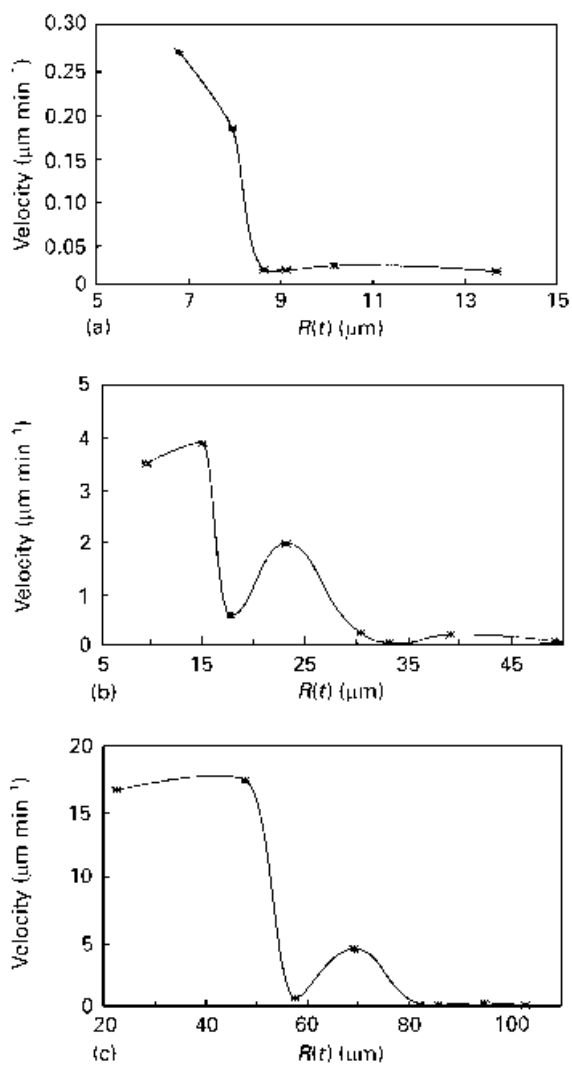 Velocity (μm min⁻¹)
0.30
0.25
0.20
0.15
0.10
0.05
0
5 7 9 11 13 15
(a) R(t) (μm)
Velocity (μm min⁻¹)
5
4
3
2
1
0
5 15 25 35 45
(b) R(t) (μm)
Velocity (μm min⁻¹)
20
15
10
5
0
20 40 60 80 100
(c) R(t) (μm)